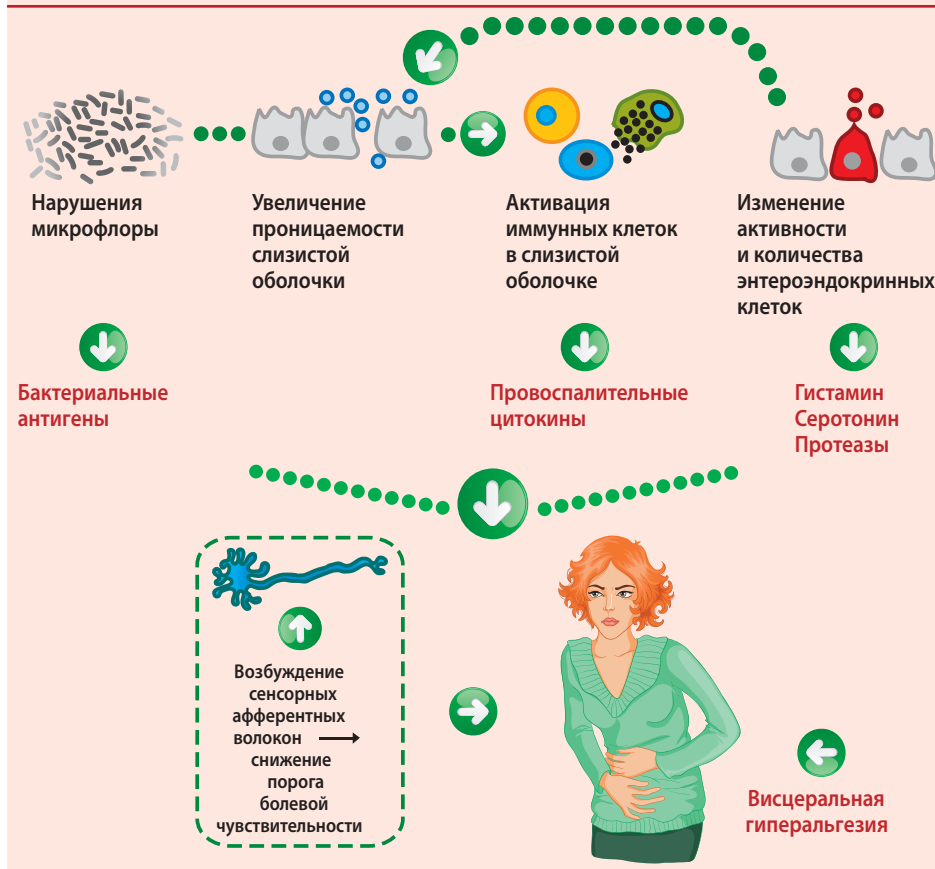 Нарушения
микрофлоры
Увеличение
проницаемости
слизистой
оболочки
Активация
иммунных клеток
в слизистой
оболочке
Изменение
активности
и количества
энтероэндокринных
клеток
Бактериальные
антигены
Провоспалительные
цитокины
Гистамин
Серотонин
Протеазы
Возбуждение
сенсорных
афферентных
волокон →
снижение
порога
болевой
чувствительности
Висцеральная
гиперальгезия